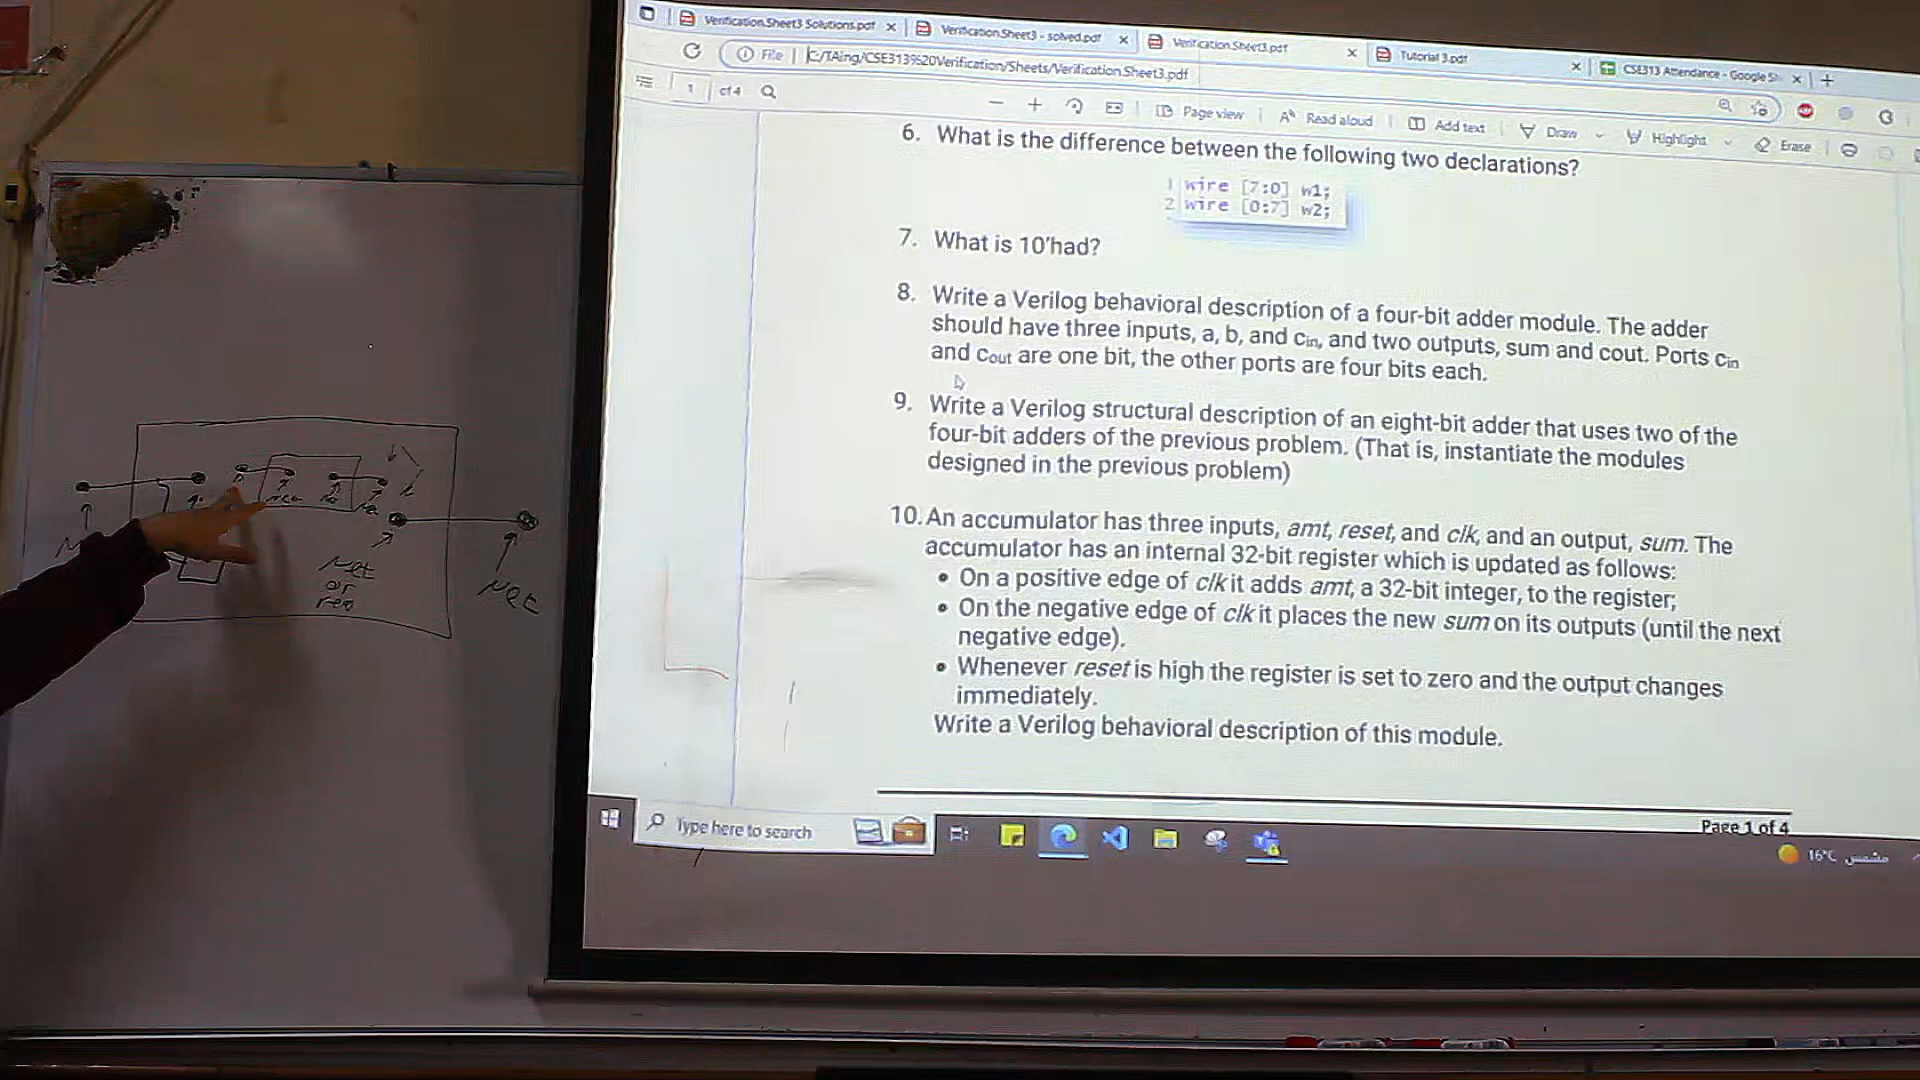 Verification.Sheet3 Solutions.pdf
Verification.Sheet3 - solved.pdf
Verification.Sheet3.pdf
Tutorial 3.pdf
CSE313 Attendance - Google Sh
File
C:/TAing/CSE313%20Verification/Sheets/Verification.Sheet3.pdf
1 of 4
Page view
Read aloud
Add text
Draw
Highlight
Erase
6. What is the difference between the following two declarations?
1 wire [7:0] w1;
2 wire [0:7] w2;
7. What is 10'had?
8. Write a Verilog behavioral description of a four-bit adder module. The adder
should have three inputs, a, b, and cin, and two outputs, sum and cout. Ports cin
and cout are one bit, the other ports are four bits each.
9. Write a Verilog structural description of an eight-bit adder that uses two of the
four-bit adders of the previous problem. (That is, instantiate the modules
designed in the previous problem)
10. An accumulator has three inputs, amt, reset, and clk, and an output, sum. The
accumulator has an internal 32-bit register which is updated as follows:
• On a positive edge of clk it adds amt, a 32-bit integer, to the register;
• On the negative edge of clk it places the new sum on its outputs (until the next
negative edge).
• Whenever reset is high the register is set to zero and the output changes
immediately.
Write a Verilog behavioral description of this module.
Page 1 of 4
Type here to search
16°C مشمس
net
or
reg
net